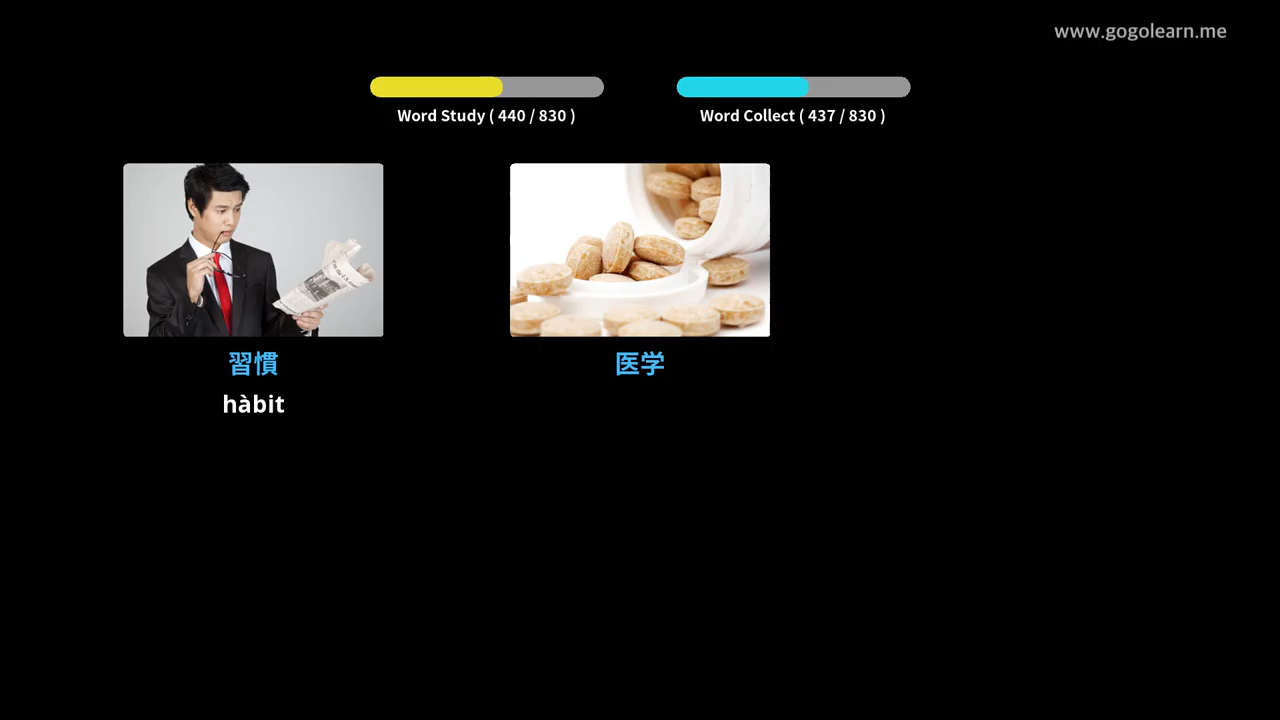 www.gogolearn.me
Word Study ( 440 / 830 )
Word Collect ( 437 / 830 )
習慣
医学
hàbit